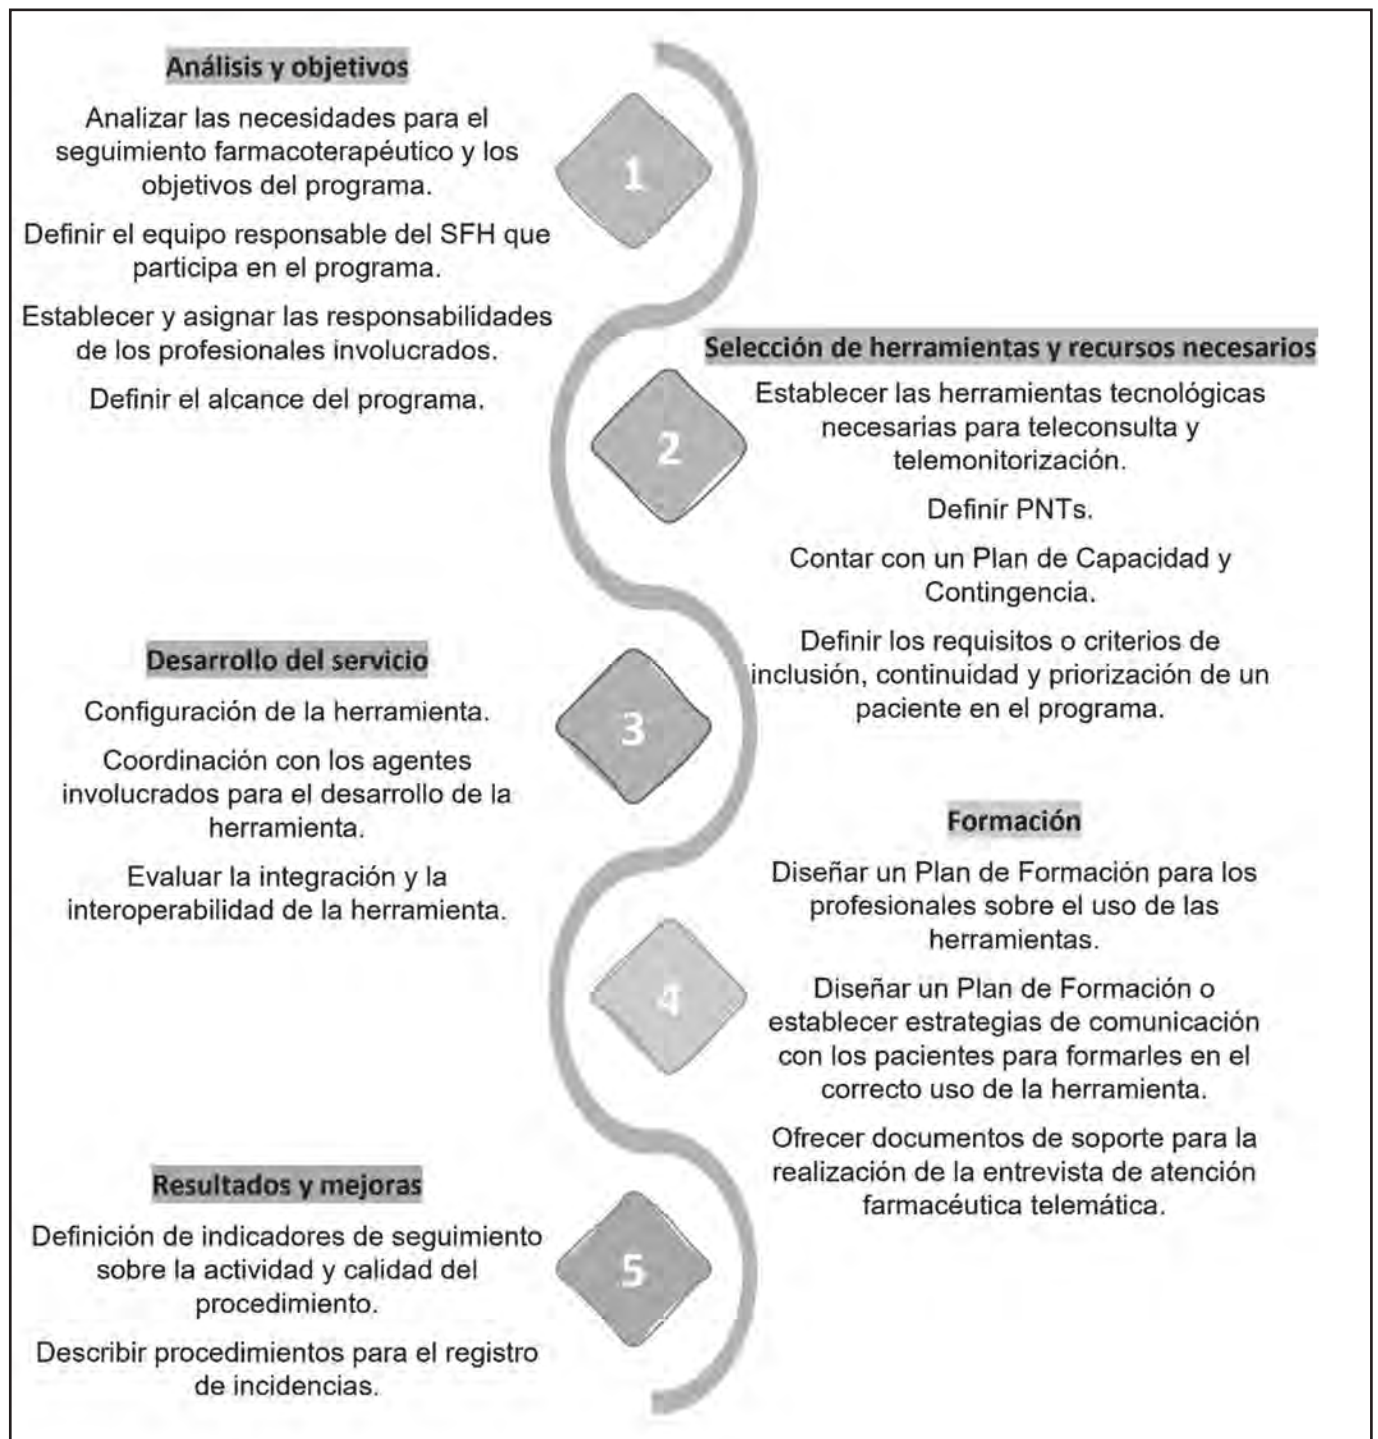 Análisis y objetivos
Analizar las necesidades para el
seguimiento farmacoterapéutico y los
objetivos del programa.
Definir el equipo responsable del SFH que
participa en el programa.
Establecer y asignar las responsabilidades
de los profesionales involucrados.
Definir el alcance del programa.
1
Selección de herramientas y recursos necesarios
Establecer las herramientas tecnológicas
necesarias para teleconsulta y
telemonitorización.
Definir PNTs.
Contar con un Plan de Capacidad y
Contingencia.
Definir los requisitos o criterios de
inclusión, continuidad y priorización de un
paciente en el programa.
2
Desarrollo del servicio
Configuración de la herramienta.
Coordinación con los agentes
involucrados para el desarrollo de la
herramienta.
Evaluar la integración y la
interoperabilidad de la herramienta.
3
Formación
Diseñar un Plan de Formación para los
profesionales sobre el uso de las
herramientas.
Diseñar un Plan de Formación o
establecer estrategias de comunicación
con los pacientes para formarles en el
correcto uso de la herramienta.
Ofrecer documentos de soporte para la
realización de la entrevista de atención
farmacéutica telemática.
4
Resultados y mejoras
Definición de indicadores de seguimiento
sobre la actividad y calidad del
procedimiento.
Describir procedimientos para el registro
de incidencias.
5